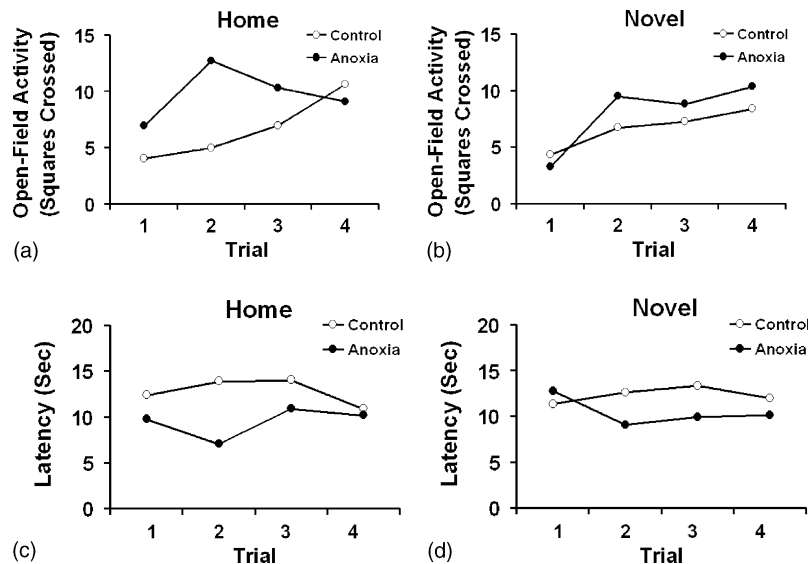 Home
Control
Anoxia
Open-Field Activity
(Squares Crossed)
15
10
5
0
1 2 3 4
Trial
(a)
Novel
Control
Anoxia
Open-Field Activity
(Squares Crossed)
15
10
5
0
1 2 3 4
Trial
(b)
Home
Control
Anoxia
Latency (Sec)
20
15
10
5
0
1 2 3 4
Trial
(c)
Novel
Control
Anoxia
Latency (Sec)
20
15
10
5
0
1 2 3 4
Trial
(d)